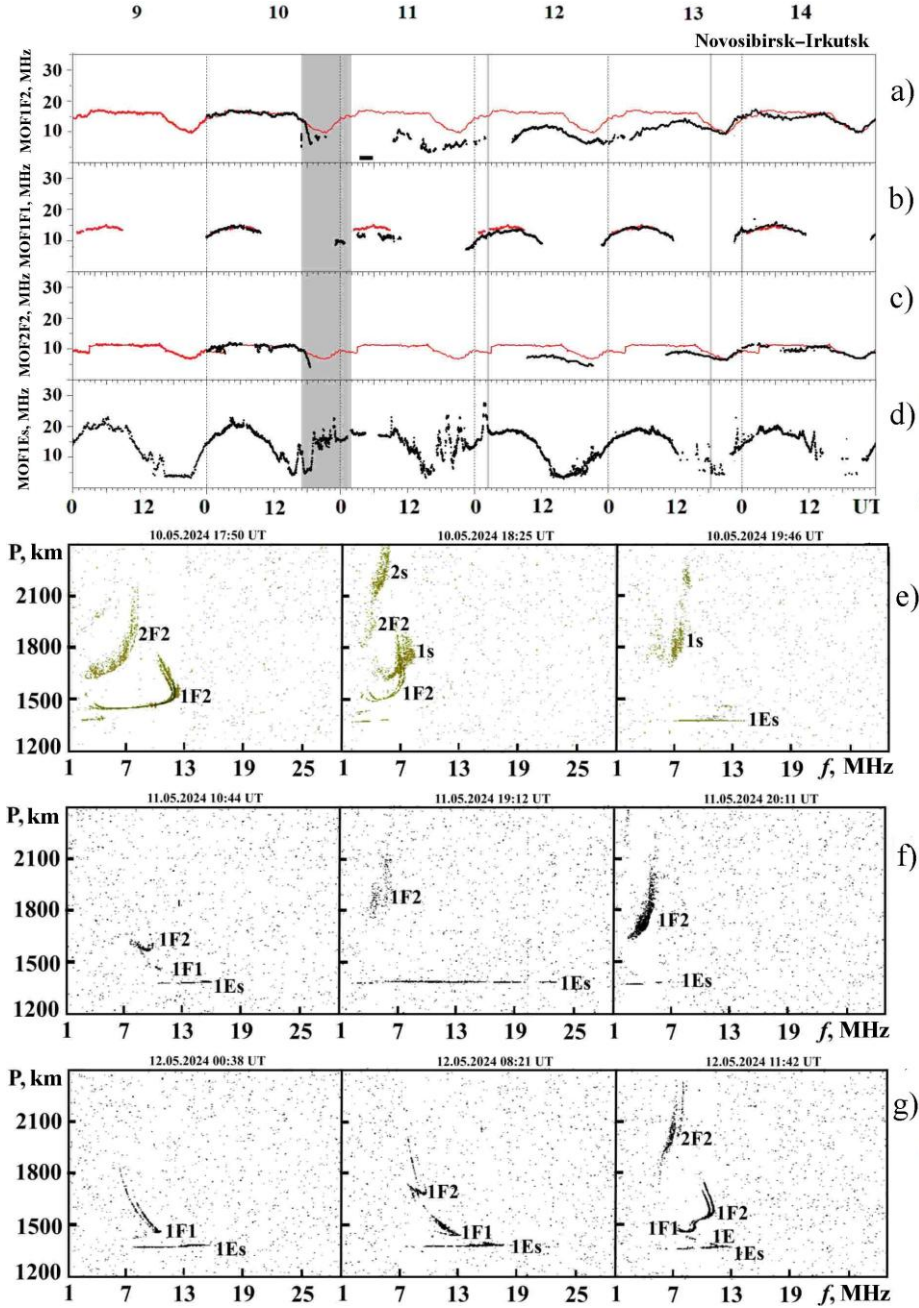 9 10 11 12 13 14
Novosibirsk–Irkutsk
MOF1F2, MHz
30
20
10
a)
MOF1F1, MHz
30
20
10
b)
MOF2F2, MHz
30
20
10
c)
MOF1Es, MHz
30
20
10
d)
0 12 0 12 0 12 0 12 0 12 0 12 UT
10.05.2024 17:50 UT 10.05.2024 18:25 UT 10.05.2024 19:46 UT
P, km
e)
2100
1800
1500
1200
2F2
1F2
2s
2F2
1s
1F2
1s
1Es
1 7 13 19 25 1 7 13 19 25 1 7 13 19 f, MHz
11.05.2024 10:44 UT 11.05.2024 19:12 UT 11.05.2024 20:11 UT
P, km
f)
2100
1800
1500
1200
1F2
1F1
1Es
1F2
1Es
1F2
1Es
1 7 13 19 25 1 7 13 19 25 1 7 13 19 f, MHz
12.05.2024 00:38 UT 12.05.2024 08:21 UT 12.05.2024 11:42 UT
P, km
g)
2100
1800
1500
1200
1F1
1Es
1F2
1F1
1Es
2F2
1F2
1F1
1E
1Es
1 7 13 19 25 1 7 13 19 25 1 7 13 19 f, MHz